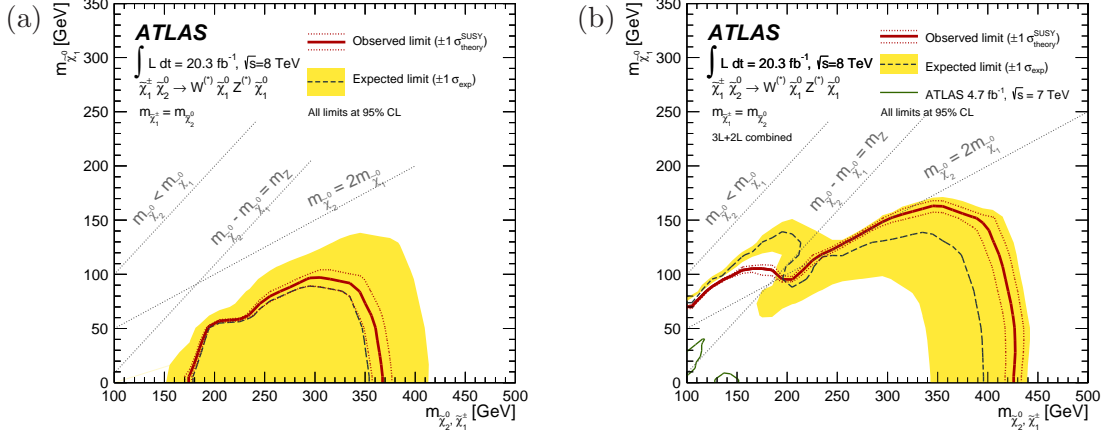 (a)
m_χ̃₁⁰ [GeV]
350
300
250
200
150
100
50
0
ATLAS
∫ L dt = 20.3 fb⁻¹, √s=8 TeV
χ̃₁± χ̃₂⁰ → W⁽*⁾ χ̃₁⁰ Z⁽*⁾ χ̃₁⁰
m_χ̃₁± = m_χ̃₂⁰
Observed limit (±1 σ_theory^SUSY)
Expected limit (±1 σ_exp)
All limits at 95% CL
m_χ̃₂⁰ < m_χ̃₁⁰
m_χ̃₂⁰ - m_χ̃₁⁰ = m_Z
m_χ̃₂⁰ = 2m_χ̃₁⁰
100 150 200 250 300 350 400 450 500
m_χ̃₂⁰, χ̃₁± [GeV]
(b)
m_χ̃₁⁰ [GeV]
350
300
250
200
150
100
50
0
ATLAS
∫ L dt = 20.3 fb⁻¹, √s=8 TeV
χ̃₁± χ̃₂⁰ → W⁽*⁾ χ̃₁⁰ Z⁽*⁾ χ̃₁⁰
m_χ̃₁± = m_χ̃₂⁰
3L+2L combined
Observed limit (±1 σ_theory^SUSY)
Expected limit (±1 σ_exp)
ATLAS 4.7 fb⁻¹, √s = 7 TeV
All limits at 95% CL
m_χ̃₂⁰ < m_χ̃₁⁰
m_χ̃₂⁰ - m_χ̃₁⁰ = m_Z
m_χ̃₂⁰ = 2m_χ̃₁⁰
100 150 200 250 300 350 400 450 500
m_χ̃₂⁰, χ̃₁± [GeV]